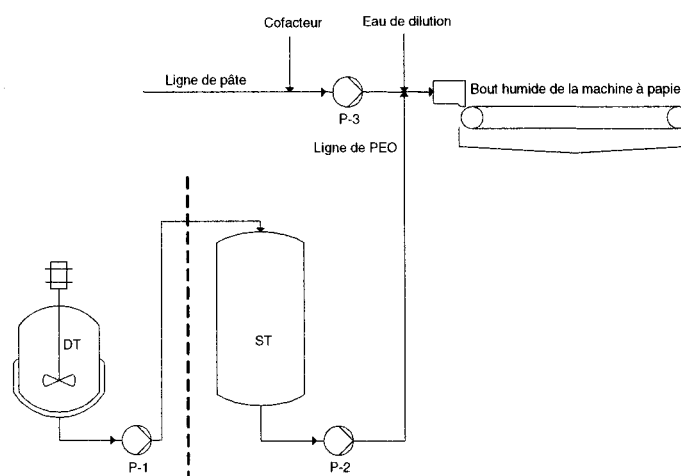 Cofacteur
Eau de dilution
Ligne de pâte
Bout humide de la machine à papie
P-3
Ligne de PEO
DT
ST
P-1
P-2